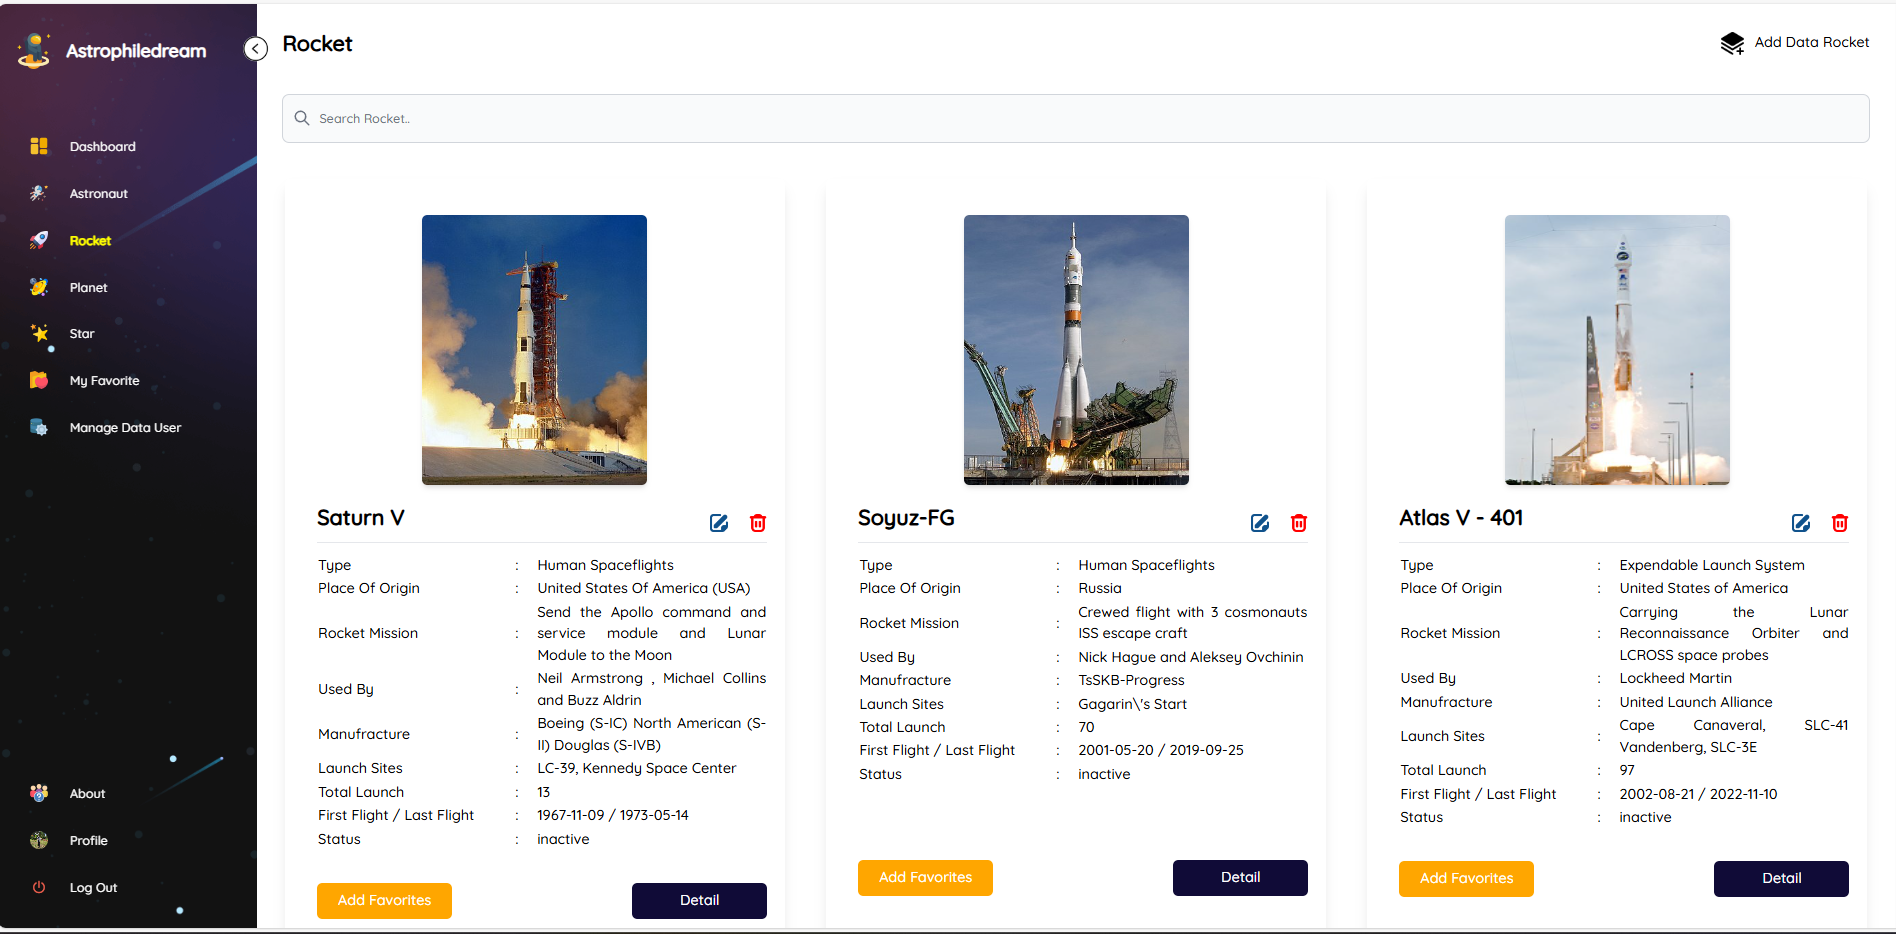 Astrophiledream
Dashboard
Astronaut
Rocket
Planet
Star
My Favorite
Manage Data User
About
Profile
Log Out
Rocket
Add Data Rocket
Search Rocket..
Saturn V
Type : Human Spaceflights
Place Of Origin : United States Of America (USA)
Rocket Mission : Send the Apollo command and
service module and Lunar
Module to the Moon
Used By : Neil Armstrong , Michael Collins
and Buzz Aldrin
Manufracture : Boeing (S-IC) North American (S-
II) Douglas (S-IVB)
Launch Sites : LC-39, Kennedy Space Center
Total Launch : 13
First Flight / Last Flight : 1967-11-09 / 1973-05-14
Status : inactive
Add Favorites
Detail
Soyuz-FG
Type : Human Spaceflights
Place Of Origin : Russia
Rocket Mission : Crewed flight with 3 cosmonauts
ISS escape craft
Used By : Nick Hague and Aleksey Ovchinin
Manufracture : TsSKB-Progress
Launch Sites : Gagarin\'s Start
Total Launch : 70
First Flight / Last Flight : 2001-05-20 / 2019-09-25
Status : inactive
Add Favorites
Detail
Atlas V - 401
Type : Expendable Launch System
Place Of Origin : United States of America
Rocket Mission : Carrying the Lunar
Reconnaissance Orbiter and
LCROSS space probes
Used By : Lockheed Martin
Manufracture : United Launch Alliance
Launch Sites : Cape Canaveral, SLC-41
Vandenberg, SLC-3E
Total Launch : 97
First Flight / Last Flight : 2002-08-21 / 2022-11-10
Status : inactive
Add Favorites
Detail